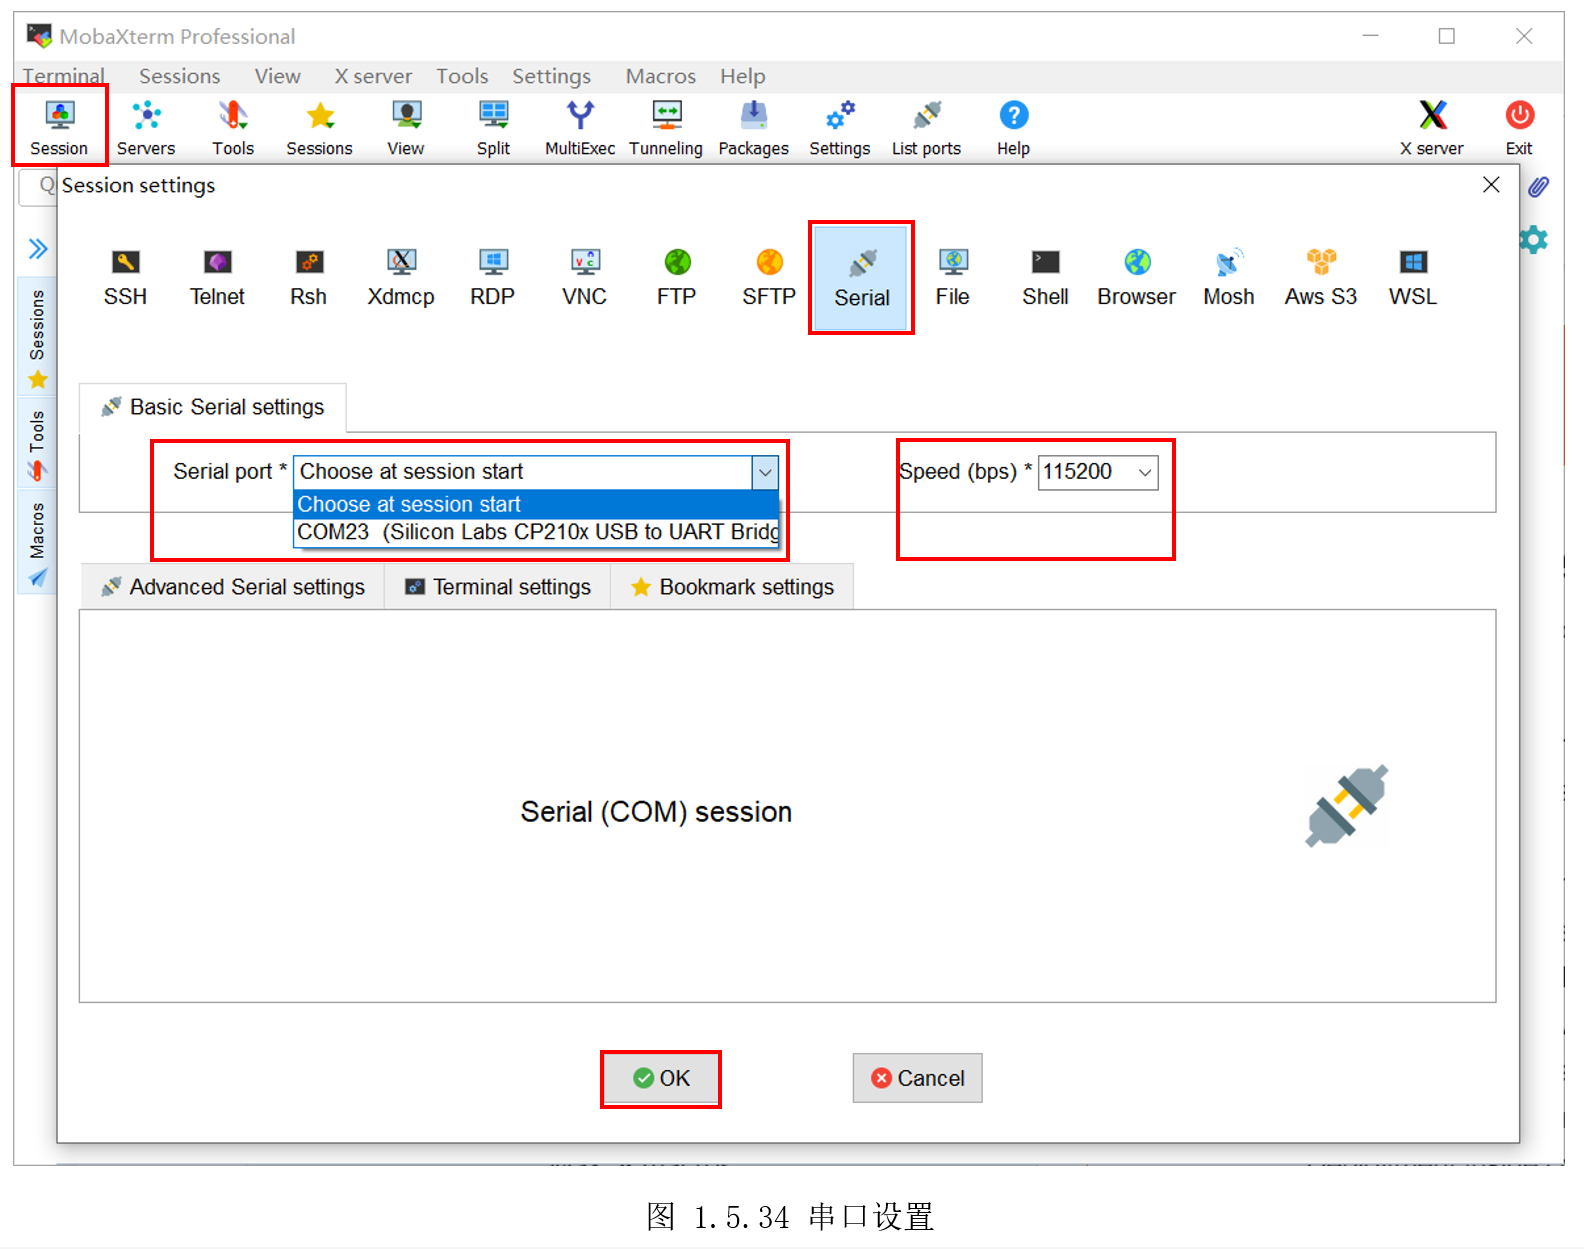 MobaXterm Professional
Terminal Sessions View X server Tools Settings Macros Help
Session Servers Tools Sessions View Split MultiExec Tunneling Packages Settings List ports Help X server Exit
Session settings
SSH Telnet Rsh Xdmcp RDP VNC FTP SFTP Serial File Shell Browser Mosh Aws S3 WSL
Sessions
Tools
Macros
Basic Serial settings
Serial port * Choose at session start Speed (bps) * 115200
Choose at session start
COM23 (Silicon Labs CP210x USB to UART Bridg
Advanced Serial settings Terminal settings Bookmark settings
Serial (COM) session
OK Cancel
图 1.5.34 串口设置